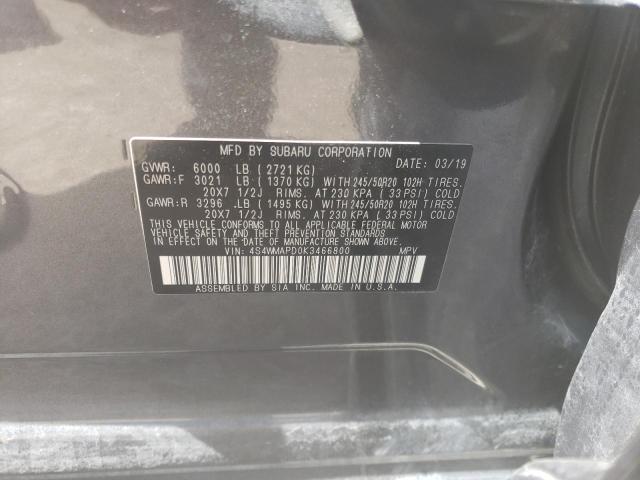 MFD BY SUBARU CORPORATION DATE: 03/19
GVWR: 6000 LB (2721KG)
GAWR:F 3021 LB (1370KG) WITH 245/50R20 102H TIRES.
20X7 1/2J RIMS. AT 230 KPA (33 PSI) COLD
GAWR:R 3296 .LB (1495KG) WITH 245/50R20 102H TIRES.
20X7 1/2J RIMS. AT 230 KPA (33 PSI) COLD
THIS VEHICLE CONFORMS TO ALL APPLICABLE FEDERAL MOTOR
VEHICLE SAFETY AND THEFT PREVENTION STANDARDS IN EFFECT
ON THE DATE OF MANUFACTURE SHOWN ABOVE.
VIN: 4S4WMAPD0K3466800 MPV
ASSEMBLED BY SIA INC. MADE IN U.S.A.